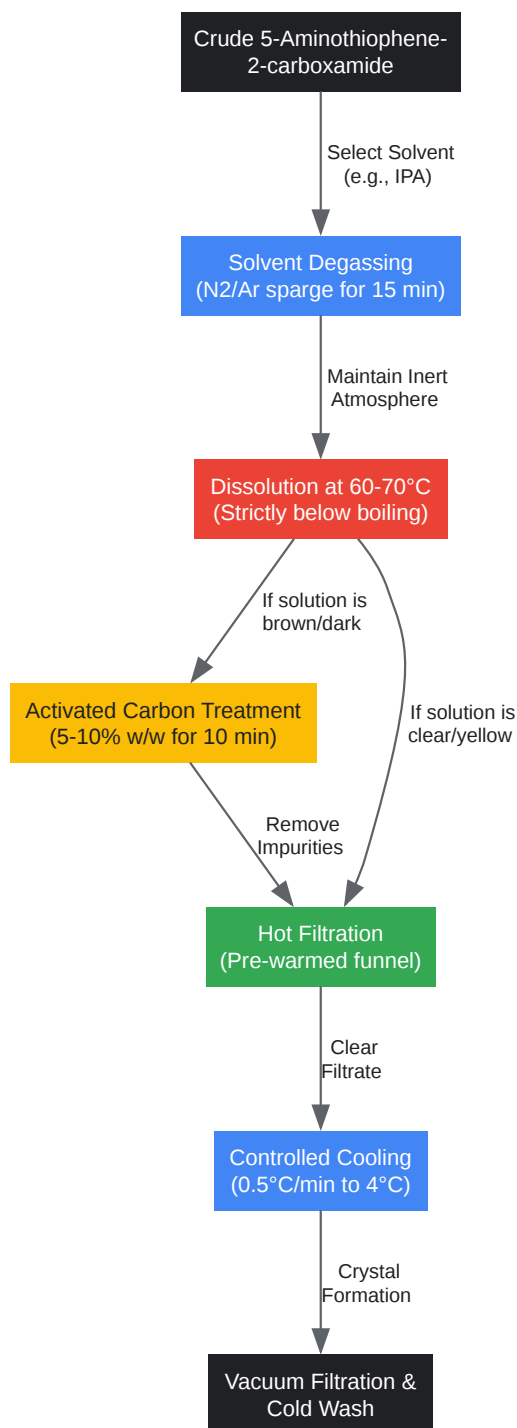 Crude 5-Aminothiophene-
2-carboxamide
Select Solvent
(e.g., IPA)
Solvent Degassing
(N2/Ar sparge for 15 min)
Maintain Inert
Atmosphere
Dissolution at 60-70°C
(Strictly below boiling)
If solution is
brown/dark
Activated Carbon Treatment
(5-10% w/w for 10 min)
If solution is
clear/yellow
Remove
Impurities
Hot Filtration
(Pre-warmed funnel)
Clear
Filtrate
Controlled Cooling
(0.5°C/min to 4°C)
Crystal
Formation
Vacuum Filtration &
Cold Wash